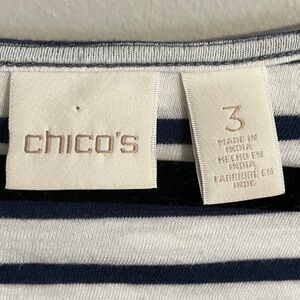 chico's
3
MADE IN
INDIA
HECHO EN
INDIA
FABRIQUÉ EN
INDE